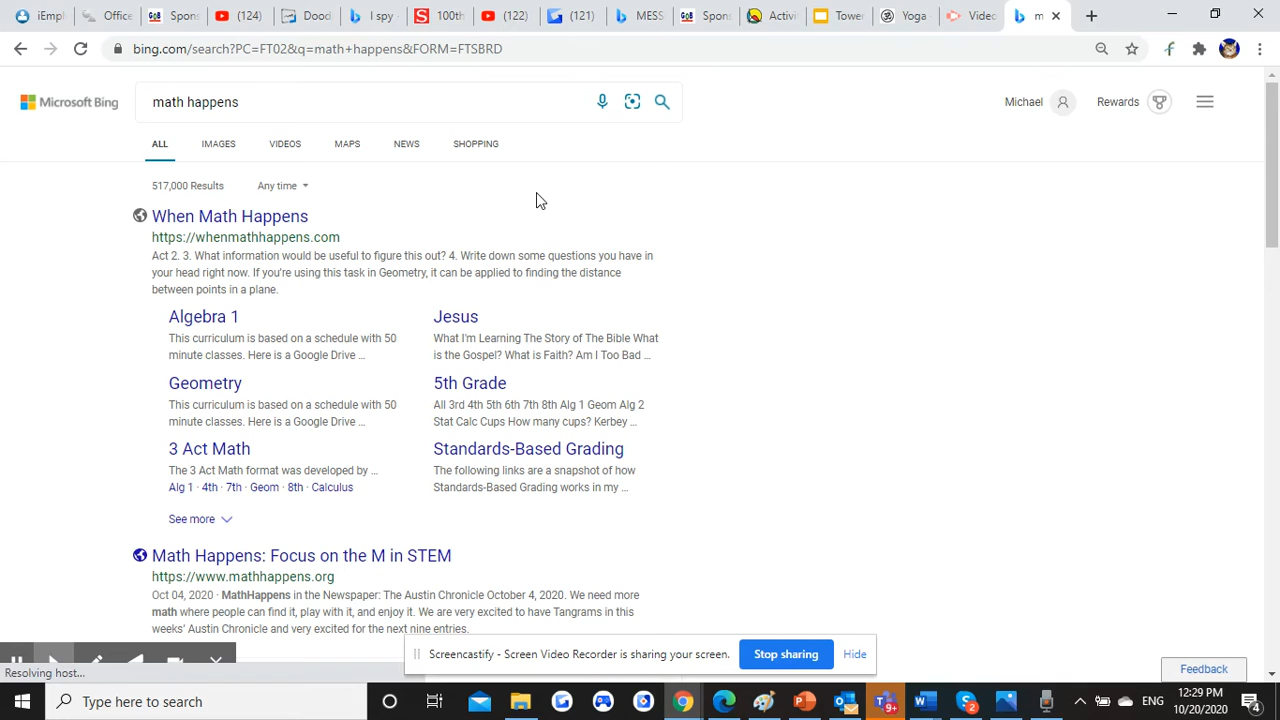 iEmpl
Office
Spons
(124)
Dood
I spy
100th
(122)
(121)
MESS
Spons
Activi
Towe
Yoga
Video
m
bing.com/search?PC=FT02&q=math+happens&FORM=FTSBRD
Microsoft Bing
math happens
Michael
Rewards
ALL IMAGES VIDEOS MAPS NEWS SHOPPING
517,000 Results Any time
When Math Happens
https://whenmathhappens.com
Act 2. 3. What information would be useful to figure this out? 4. Write down some questions you have in
your head right now. If you're using this task in Geometry, it can be applied to finding the distance
between points in a plane.
Algebra 1
This curriculum is based on a schedule with 50
minute classes. Here is a Google Drive ...
Jesus
What I'm Learning The Story of The Bible What
is the Gospel? What is Faith? Am I Too Bad ...
Geometry
This curriculum is based on a schedule with 50
minute classes. Here is a Google Drive ...
5th Grade
All 3rd 4th 5th 6th 7th 8th Alg 1 Geom Alg 2
Stat Calc Cups How many cups? Kerbey ...
3 Act Math
The 3 Act Math format was developed by ...
Alg 1 · 4th · 7th · Geom · 8th · Calculus
Standards-Based Grading
The following links are a snapshot of how
Standards-Based Grading works in my ...
See more
Math Happens: Focus on the M in STEM
https://www.mathhappens.org
Oct 04, 2020 · MathHappens in the Newspaper: The Austin Chronicle October 4, 2020. We need more
math where people can find it, play with it, and enjoy it. We are very excited to have Tangrams in this
weeks' Austin Chronicle and very excited for the next nine entries.
Screencastify - Screen Video Recorder is sharing your screen.
Stop sharing
Hide
Resolving host...
Feedback
Type here to search
9+
2
ENG
12:29 PM
10/20/2020
4